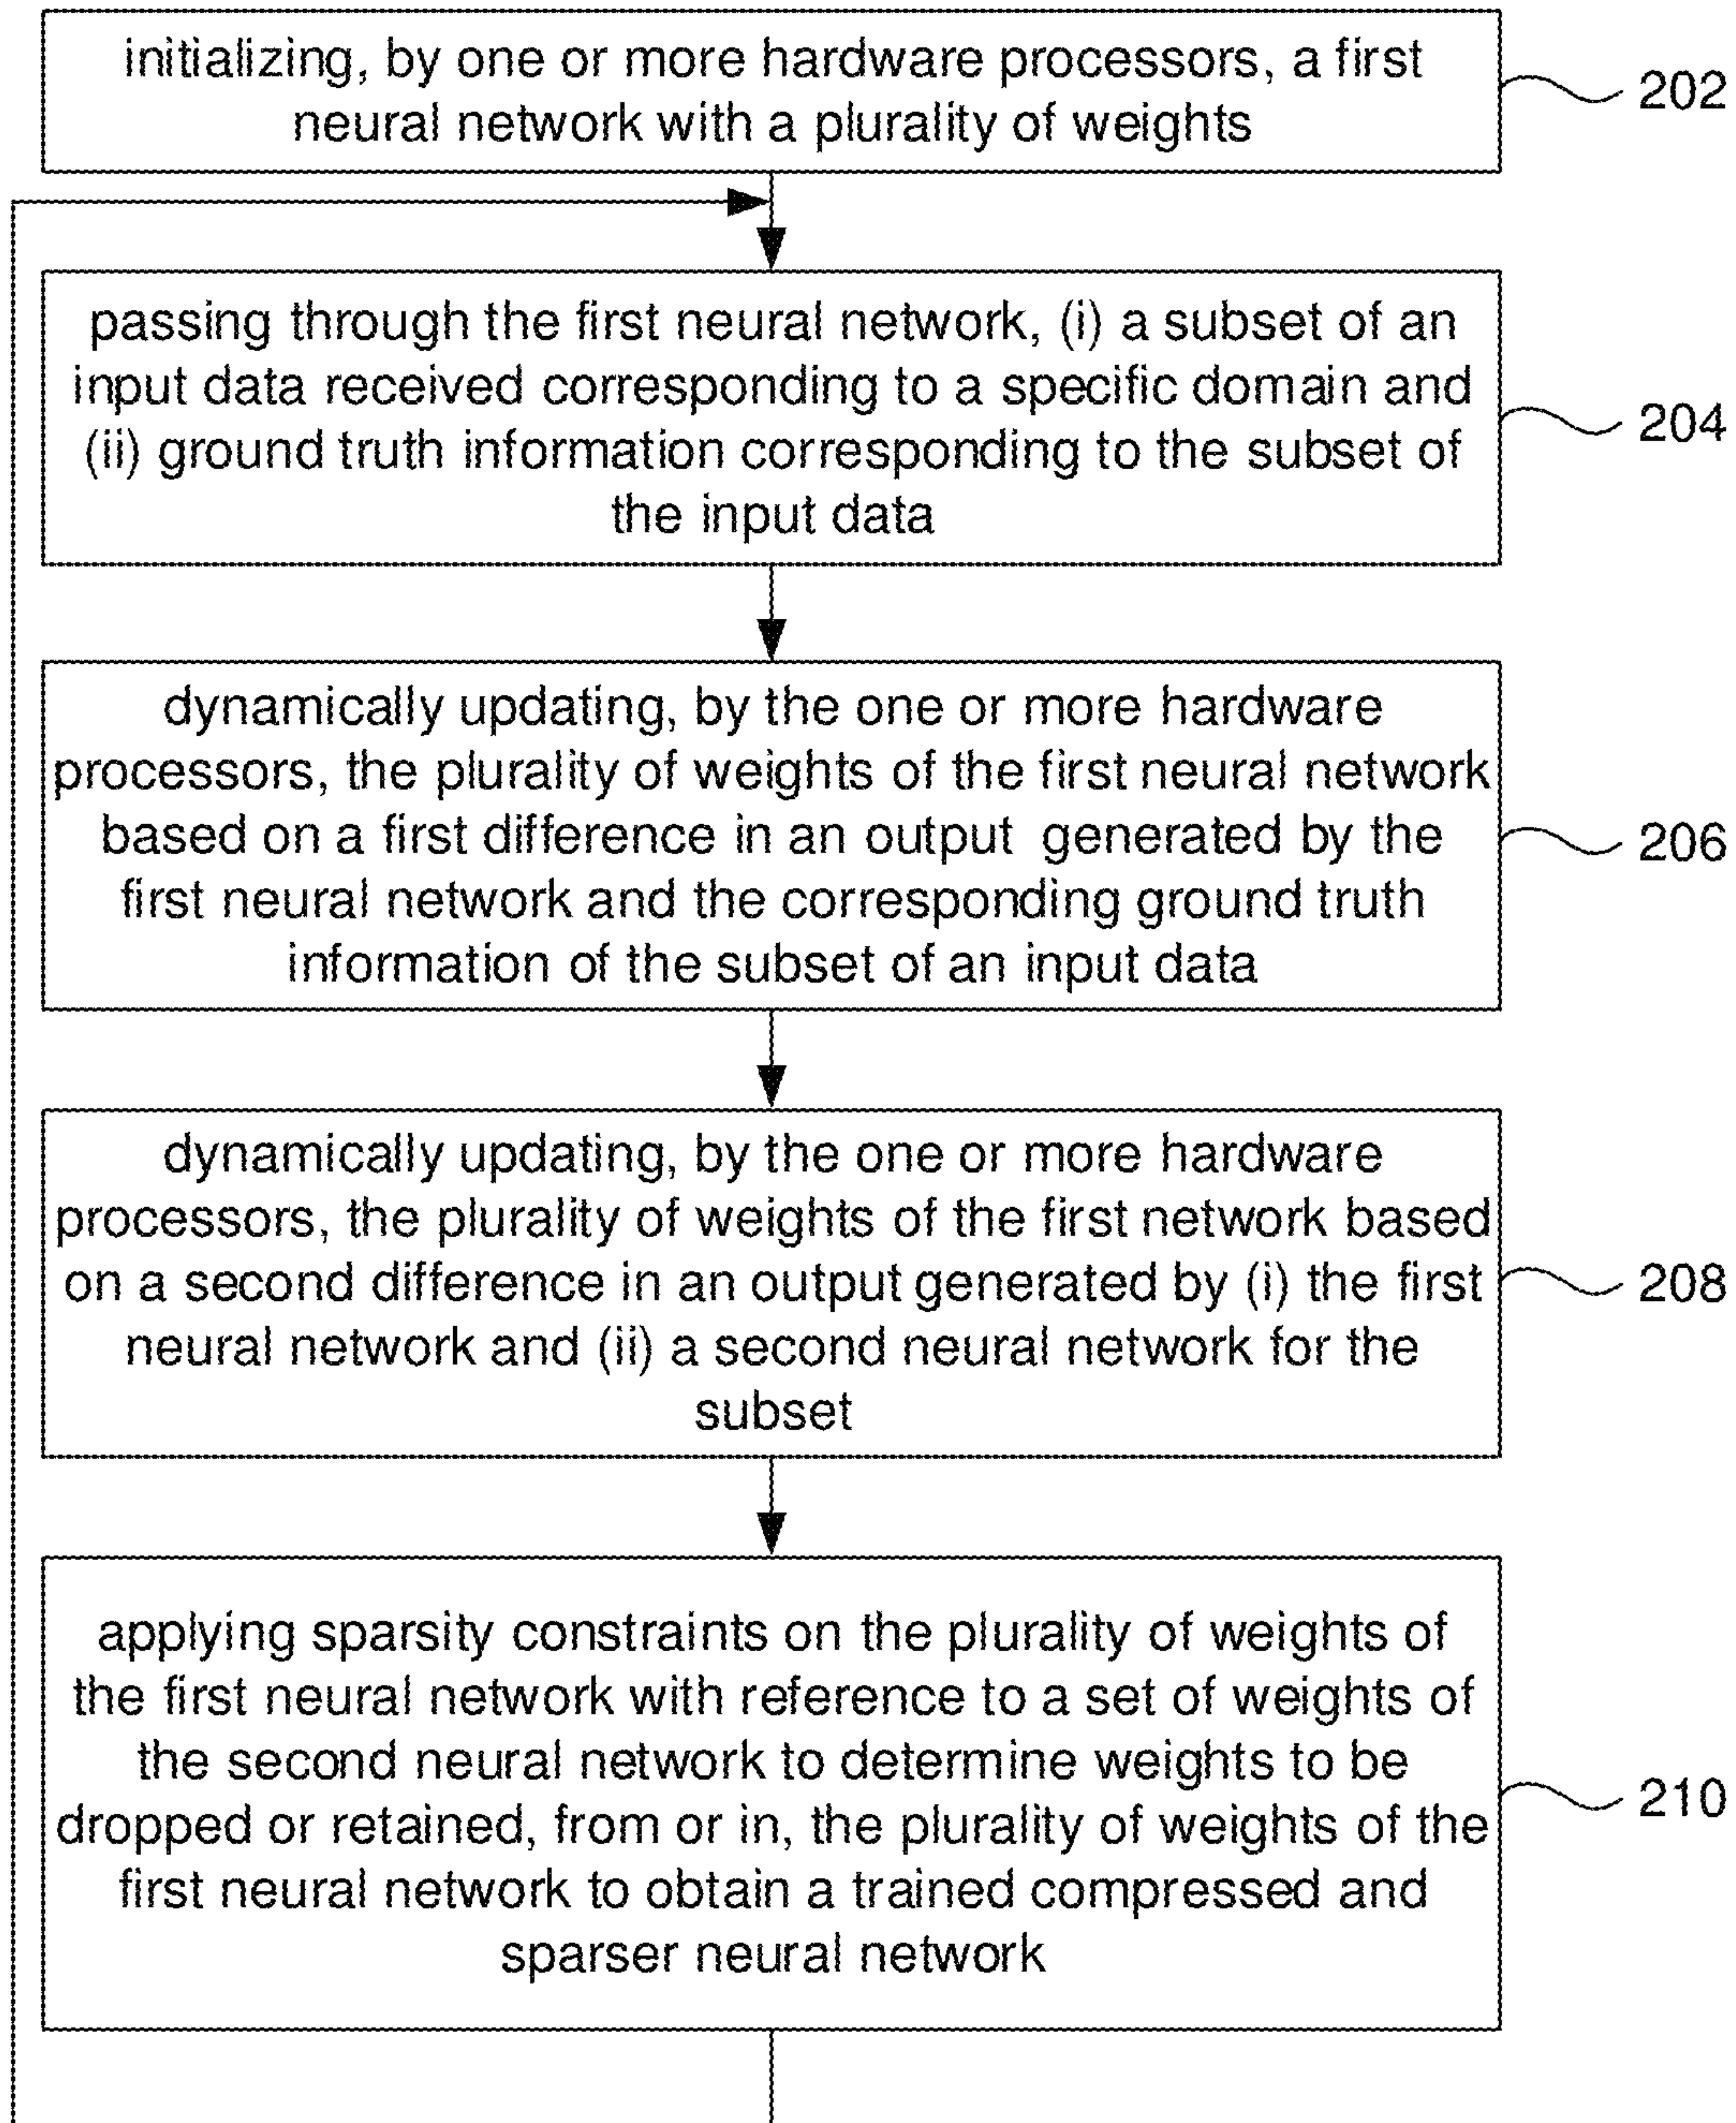 initializing, by one or more hardware processors, a first
neural network with a plurality of weights
202
passing through the first neural network, (i) a subset of an
input data received corresponding to a specific domain and
(ii) ground truth information corresponding to the subset of
the input data
204
dynamically updating, by the one or more hardware
processors, the plurality of weights of the first neural network
based on a first difference in an output generated by the
first neural network and the corresponding ground truth
information of the subset of an input data
206
dynamically updating, by the one or more hardware
processors, the plurality of weights of the first network based
on a second difference in an output generated by (i) the first
neural network and (ii) a second neural network for the
subset
208
applying sparsity constraints on the plurality of weights of
the first neural network with reference to a set of weights of
the second neural network to determine weights to be
dropped or retained, from or in, the plurality of weights of the
first neural network to obtain a trained compressed and
sparser neural network
210